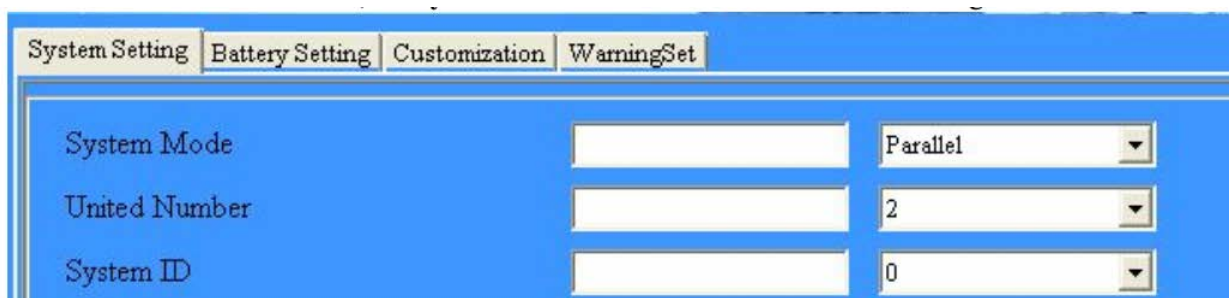 System Setting Battery Setting Customization WarningSet
System Mode Parallel
United Number 2
System ID 0